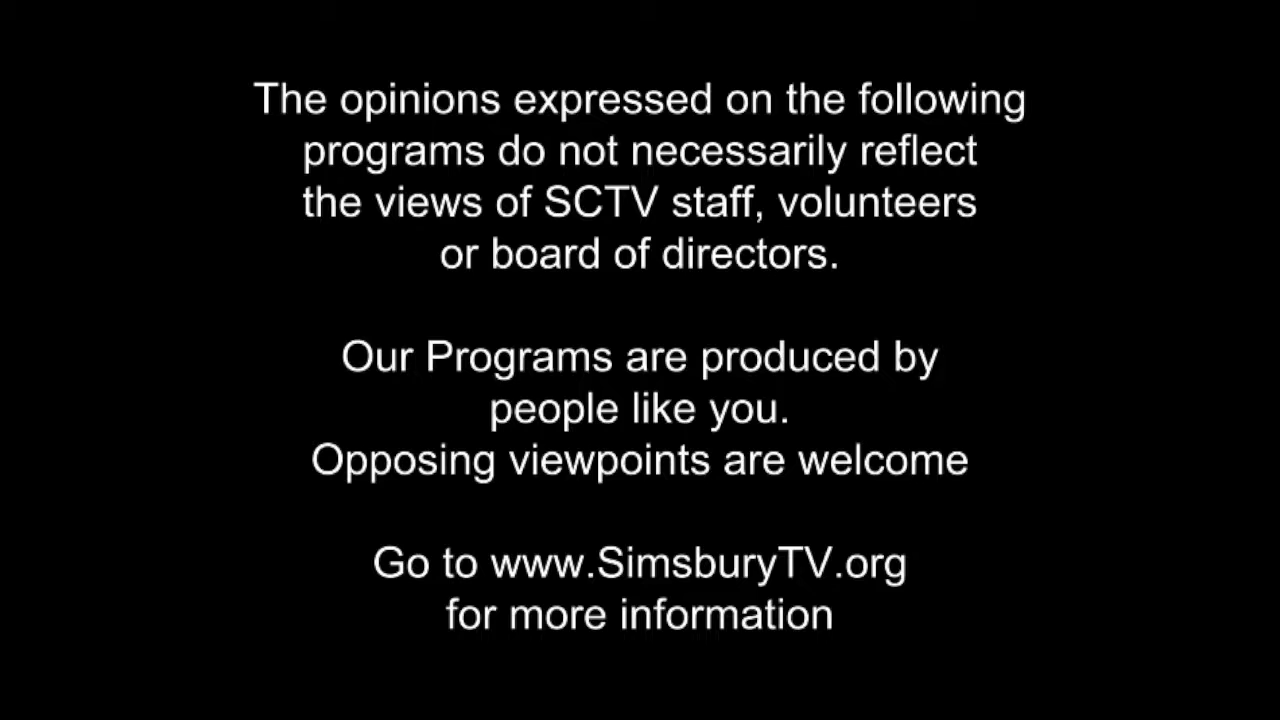 The opinions expressed on the following
programs do not necessarily reflect
the views of SCTV staff, volunteers
or board of directors.
Our Programs are produced by
people like you.
Opposing viewpoints are welcome
Go to www.SimsburyTV.org
for more information